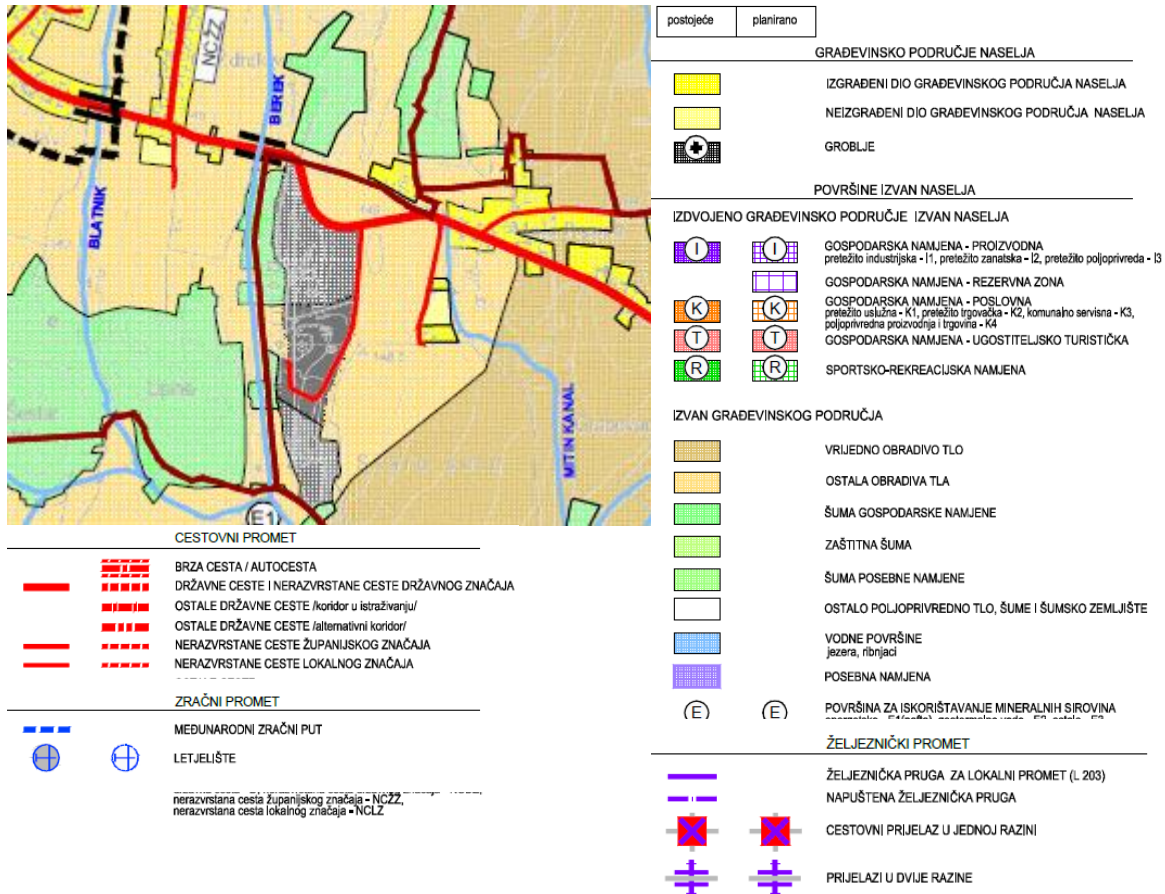 NCŽŽ
BEREK
BLATNIK
MITIN KANAL
E1
CESTOVNI PROMET
BRZA CESTA / AUTOCESTA
DRŽAVNE CESTE I NERAZVRSTANE CESTE DRŽAVNOG ZNAČAJA
OSTALE DRŽAVNE CESTE /koridor u istraživanju/
OSTALE DRŽAVNE CESTE /alternativni koridor/
NERAZVRSTANE CESTE ŽUPANIJSKOG ZNAČAJA
NERAZVRSTANE CESTE LOKALNOG ZNAČAJA
ZRAČNI PROMET
MEĐUNARODNI ZRAČNI PUT
LETJELIŠTE
nerazvrstana cesta županijskog značaja - NCŽŽ,
nerazvrstana cesta lokalnog značaja - NCLZ
postojeće planirano
GRAĐEVINSKO PODRUČJE NASELJA
IZGRAĐENI DIO GRAĐEVINSKOG PODRUČJA NASELJA
NEIZGRAĐENI DIO GRAĐEVINSKOG PODRUČJA NASELJA
GROBLJE
POVRŠINE IZVAN NASELJA
IZDVOJENO GRAĐEVINSKO PODRUČJE IZVAN NASELJA
I I GOSPODARSKA NAMJENA - PROIZVODNA
pretežito industrijska - I1, pretežito zanatska - I2, pretežito poljoprivreda - I3
GOSPODARSKA NAMJENA - REZERVNA ZONA
K K GOSPODARSKA NAMJENA - POSLOVNA
pretežito uslužna - K1, pretežito trgovačka - K2, komunalno servisna - K3,
poljoprivredna proizvodnja i trgovina - K4
T T GOSPODARSKA NAMJENA - UGOSTITELJSKO TURISTIČKA
R R SPORTSKO-REKREACIJSKA NAMJENA
IZVAN GRAĐEVINSKOG PODRUČJA
VRIJEDNO OBRADIVO TLO
OSTALA OBRADIVA TLA
ŠUMA GOSPODARSKE NAMJENE
ZAŠTITNA ŠUMA
ŠUMA POSEBNE NAMJENE
OSTALO POLJOPRIVREDNO TLO, ŠUME I ŠUMSKO ZEMLJIŠTE
VODNE POVRŠINE
jezera, ribnjaci
POSEBNA NAMJENA
E E POVRŠINA ZA ISKORIŠTAVANJE MINERALNIH SIROVINA
ŽELJEZNIČKI PROMET
ŽELJEZNIČKA PRUGA ZA LOKALNI PROMET (L 203)
NAPUŠTENA ŽELJEZNIČKA PRUGA
CESTOVNI PRIJELAZ U JEDNOJ RAZINI
PRIJELAZI U DVIJE RAZINE